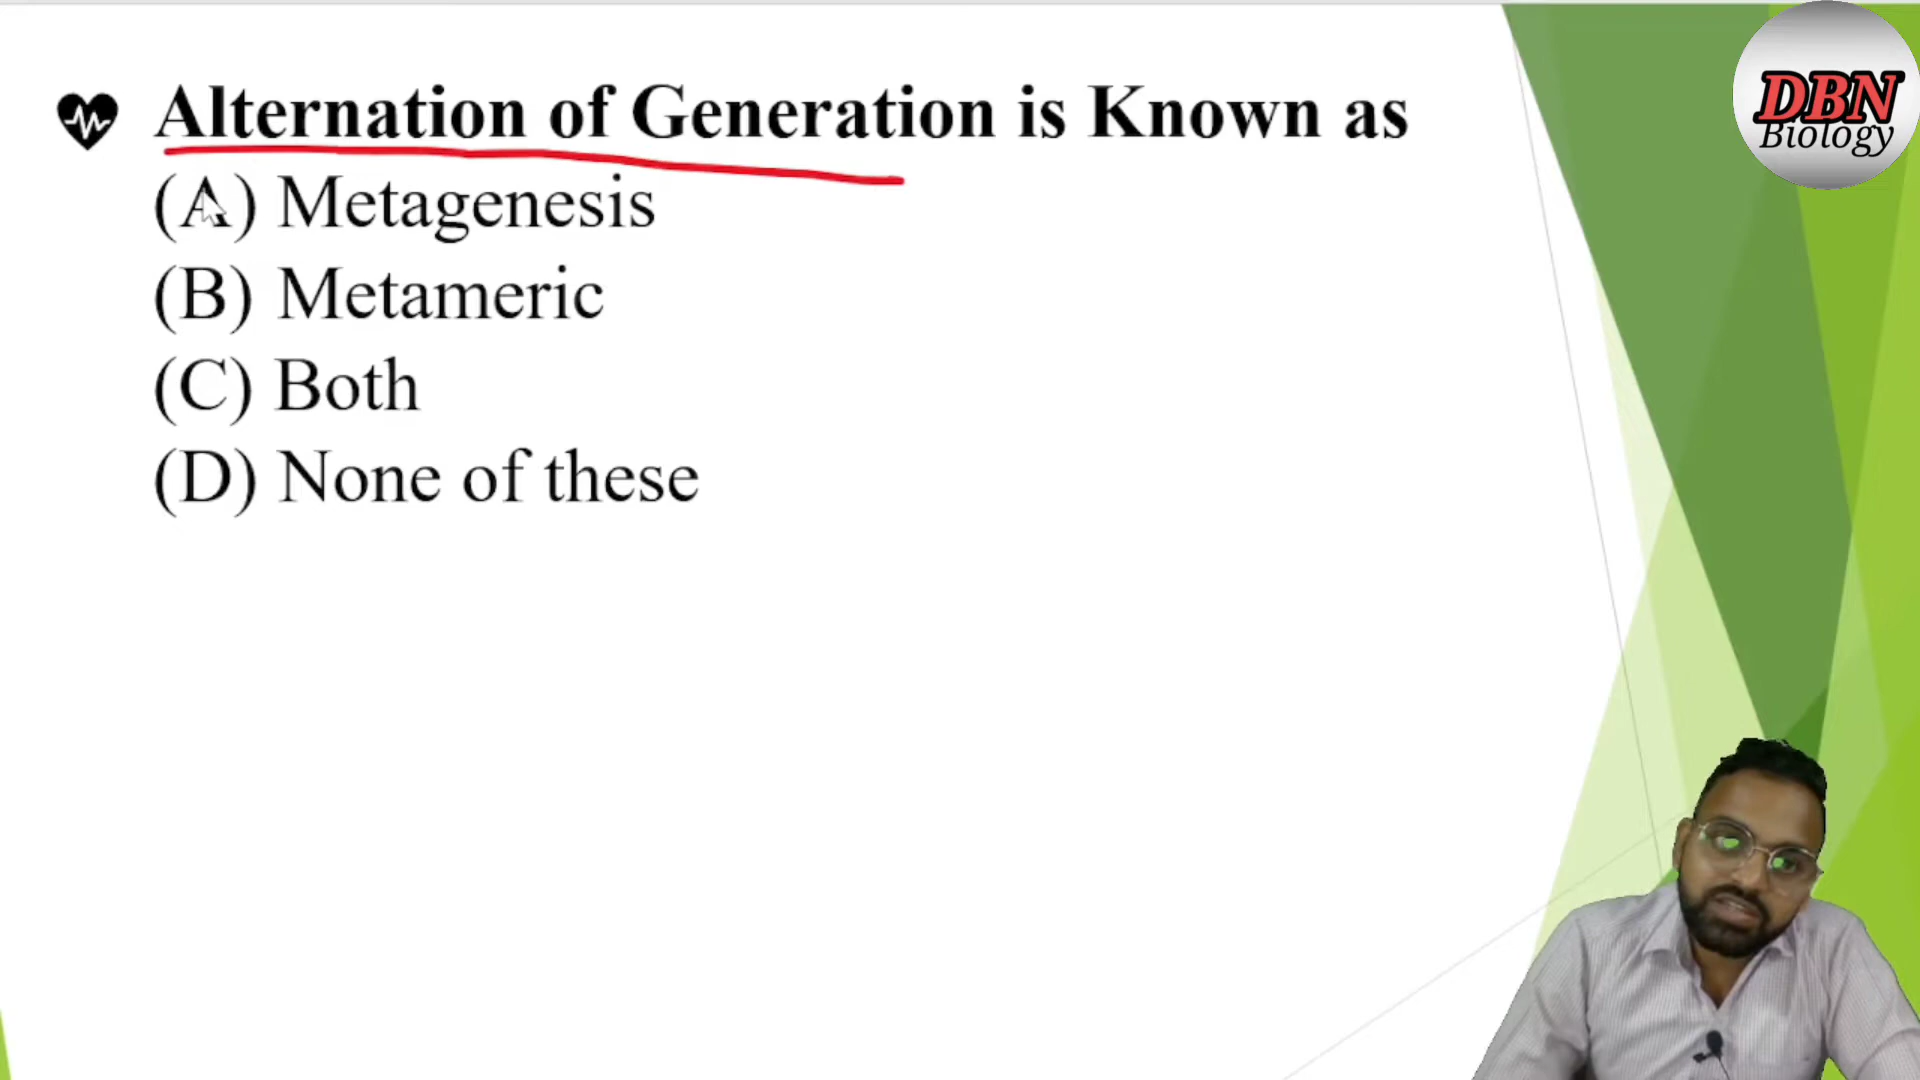 Alternation of Generation is Known as
(A) Metagenesis
(B) Metameric
(C) Both
(D) None of these
DBN
Biology